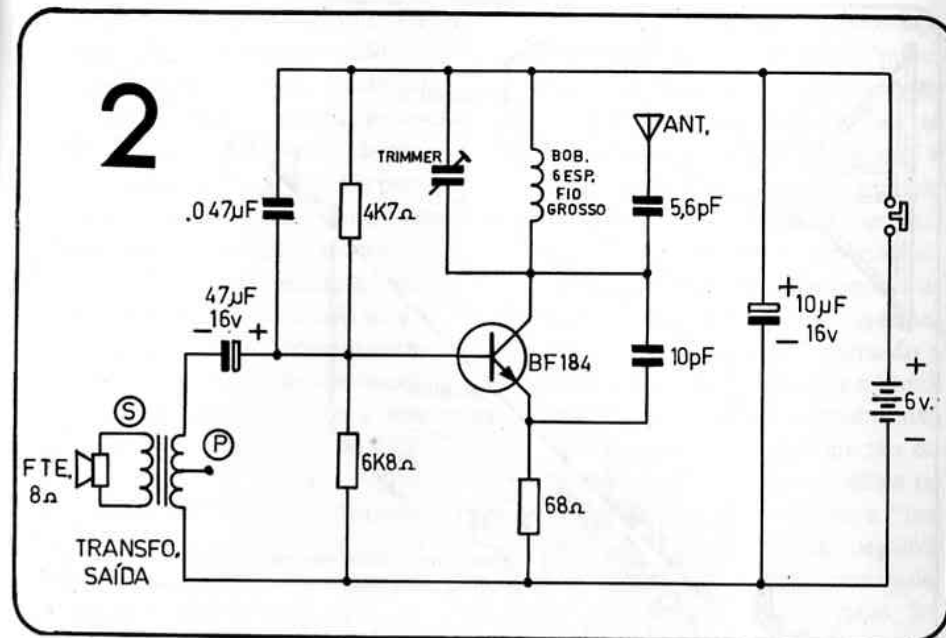 2
ANT.
TRIMMER
BOB.
6 ESP.
FIO
GROSSO
.047µF
4K7Ω
5,6pF
47µF
16v
- +
+
10µF
16v
-
BF184
10pF
+
6v.
-
S
P
FTE.
8Ω
6K8Ω
68Ω
TRANSFO.
SAÍDA